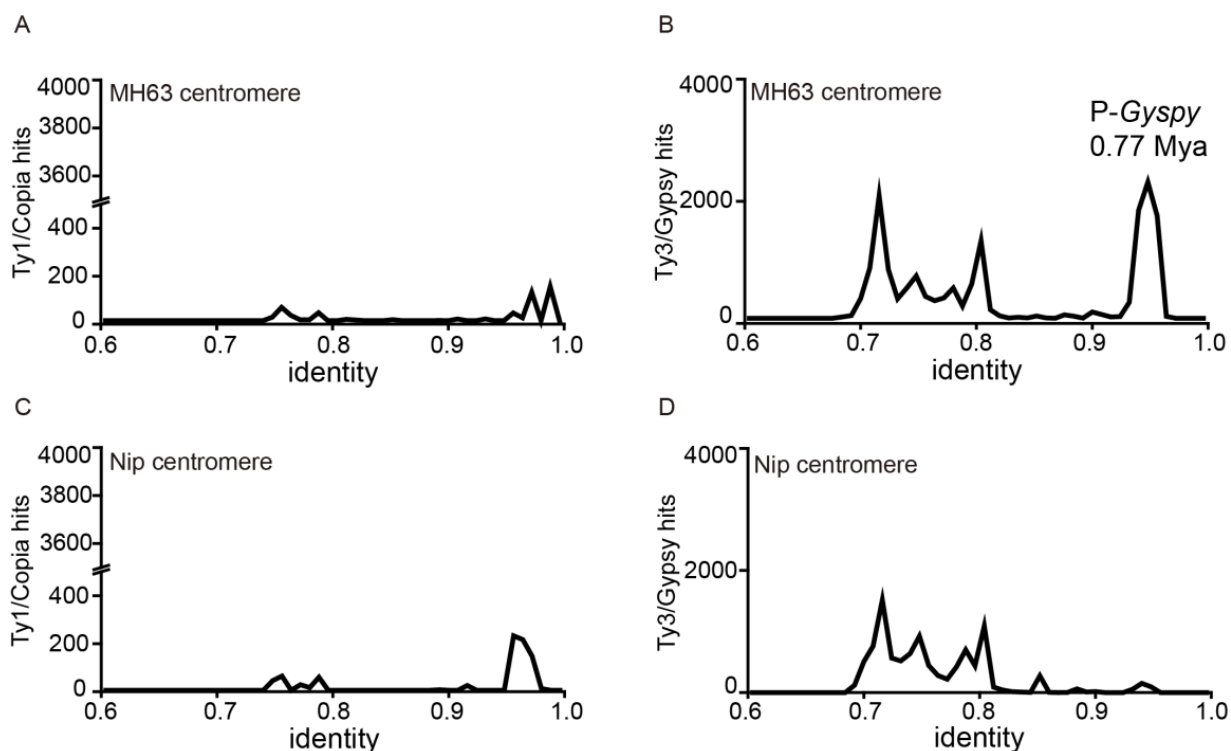 A
MH63 centromere
Ty1/Copia hits
4000
3800
3600
400
200
0
0.6 0.7 0.8 0.9 1.0
identity
B
MH63 centromere
P-Gyspy
0.77 Mya
Ty3/Gypsy hits
4000
2000
0
0.6 0.7 0.8 0.9 1.0
identity
C
Nip centromere
Ty1/Copia hits
4000
3800
3600
400
200
0
0.6 0.7 0.8 0.9 1.0
identity
D
Nip centromere
Ty3/Gypsy hits
4000
2000
0
0.6 0.7 0.8 0.9 1.0
identity